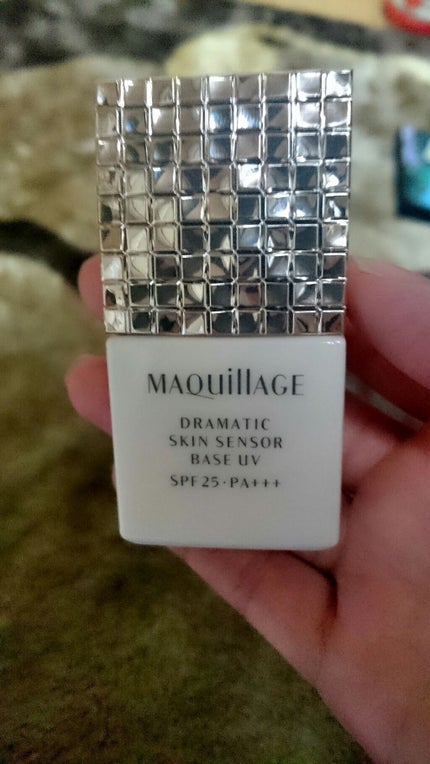 MAQuillAGE
DRAMATIC
SKIN SENSOR
BASE UV
SPF25・PA+++